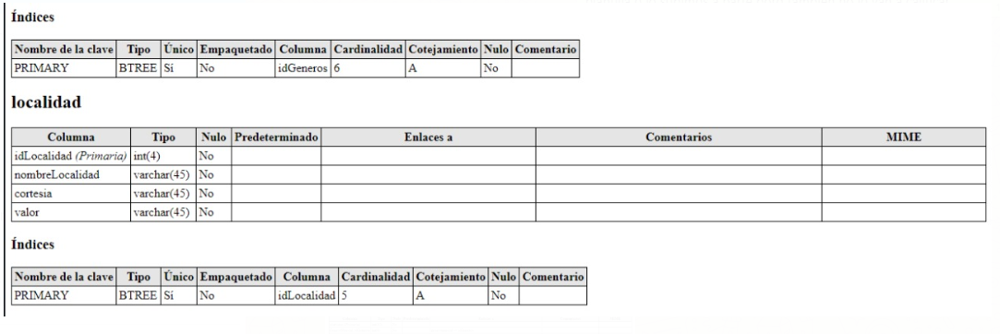 Índices
Nombre de la clave Tipo Único Empaquetado Columna Cardinalidad Cotejamiento Nulo Comentario
PRIMARY BTREE Sí No idGeneros 6 A No
localidad
Columna Tipo Nulo Predeterminado Enlaces a Comentarios MIME
idLocalidad (Primaria) int(4) No
nombreLocalidad varchar(45) No
cortesia varchar(45) No
valor varchar(45) No
Índices
Nombre de la clave Tipo Único Empaquetado Columna Cardinalidad Cotejamiento Nulo Comentario
PRIMARY BTREE Sí No idLocalidad 5 A No